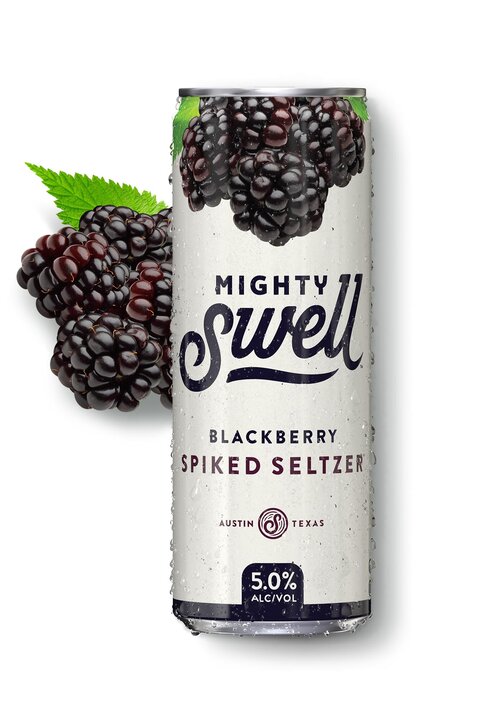 MIGHTY
Swell
BLACKBERRY
SPIKED SELTZER
AUSTIN S TEXAS
5.0%
ALC/VOL